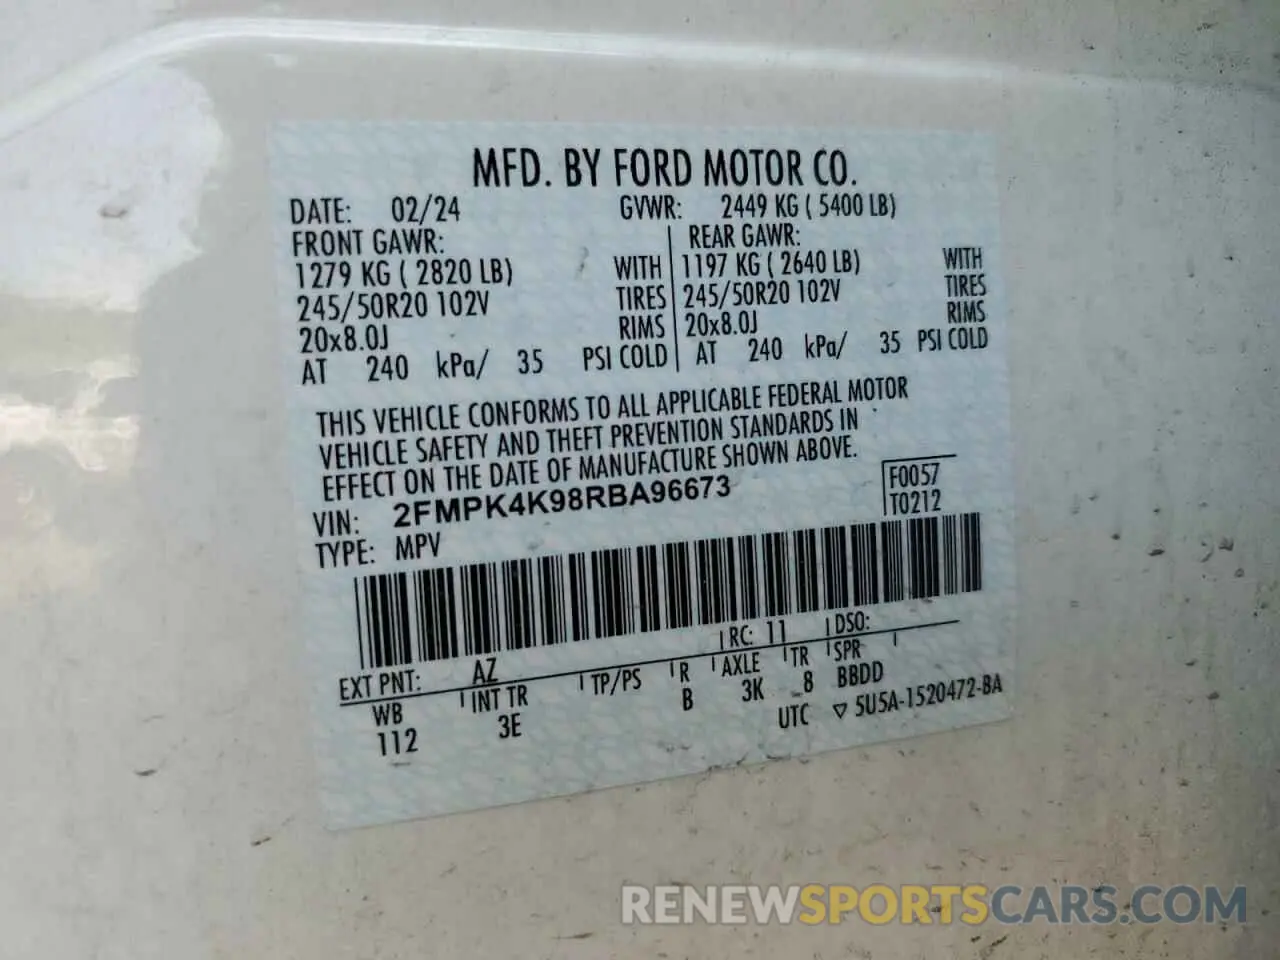 MFD. BY FORD MOTOR CO.
DATE: 02/24 GVWR: 2449 KG ( 5400 LB)
FRONT GAWR: REAR GAWR:
1279 KG ( 2820 LB) WITH 1197 KG ( 2640 LB) WITH
245/50R20 102V TIRES 245/50R20 102V TIRES
20x8.0J RIMS 20x8.0J RIMS
AT 240 kPa/ 35 PSI COLD AT 240 kPa/ 35 PSI COLD
THIS VEHICLE CONFORMS TO ALL APPLICABLE FEDERAL MOTOR
VEHICLE SAFETY AND THEFT PREVENTION STANDARDS IN
EFFECT ON THE DATE OF MANUFACTURE SHOWN ABOVE.
VIN: 2FMPK4K98RBA96673 F0057
TYPE: MPV T0212
EXT PNT: AZ RC: 11 DSO:
WB INT TR TP/PS R AXLE TR SPR
112 3E B 3K 8 BBDD
UTC ▽ 5U5A-1520472-BA
RENEWSPORTSCARS.COM